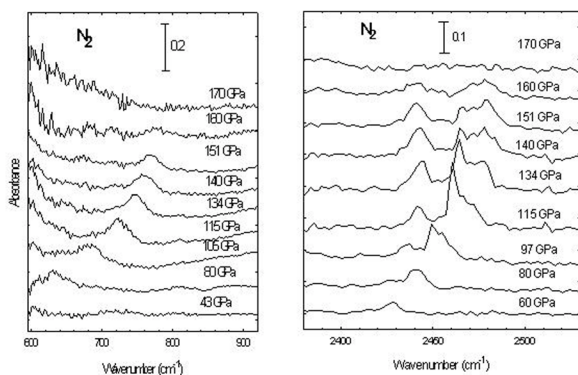 N2
0.2
170 GPa
160 GPa
151 GPa
140 GPa
134 GPa
115 GPa
105 GPa
80 GPa
43 GPa
Absorbance
600 700 800 900
Wavenumber (cm-1)
N2
0.1
170 GPa
160 GPa
151 GPa
140 GPa
134 GPa
115 GPa
97 GPa
80 GPa
60 GPa
2400 2450 2500
Wavenumber (cm-1)